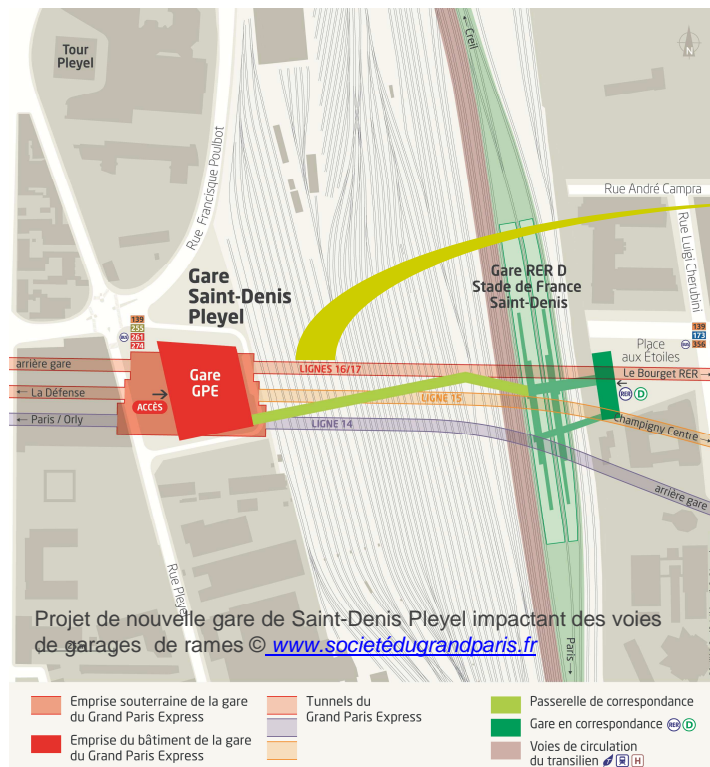 Tour
Pleyel
Creil
N
Rue Francisque Poulbot
Rue André Campra
Rue Luigi Cherubini
Gare
Saint-Denis
Pleyel
Gare RER D
Stade de France
Saint-Denis
139
255
BUS 261
274
139
BUS 173
356
Place
aux Étoiles
arrière gare
LIGNES 16/17
Le Bourget RER
Gare
GPE
ACCÈS
La Défense
LIGNE 15
RER D
Champigny Centre
Paris / Orly
LIGNE 14
arrière gare
Rue Pleyel
Paris
Projet de nouvelle gare de Saint-Denis Pleyel impactant des voies
de garages de rames © www.societédugrandparis.fr
Emprise souterraine de la gare
du Grand Paris Express
Emprise du bâtiment de la gare
du Grand Paris Express
Tunnels du
Grand Paris Express
Passerelle de correspondance
Gare en correspondance RER D
Voies de circulation
du transilien H